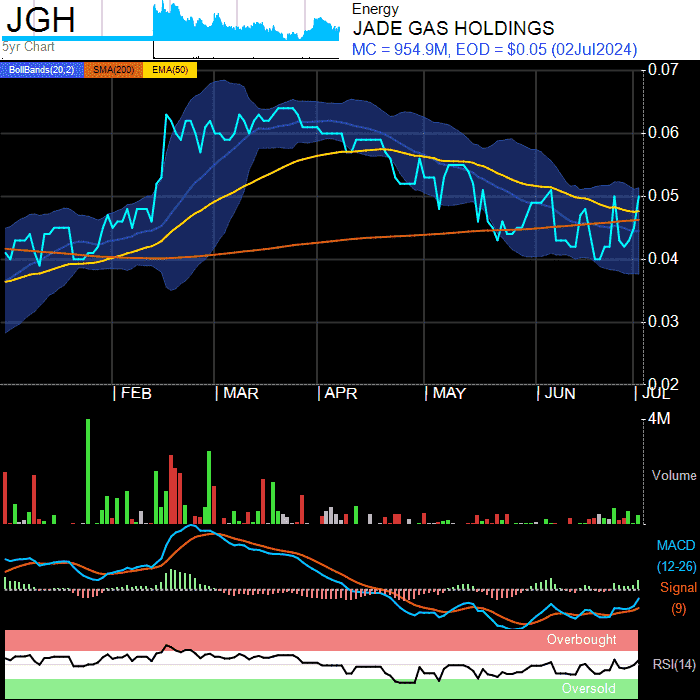 JGH
5yr Chart
Energy
JADE GAS HOLDINGS
MC = 954.9M, EOD = $0.05 (02Jul2024)
BollBands(20,2) SMA(200) EMA(50)
0.07
0.06
0.05
0.04
0.03
0.02
FEB MAR APR MAY JUN JUL
4M
Volume
MACD
(12-26)
Signal
(9)
Overbought
RSI(14)
Oversold